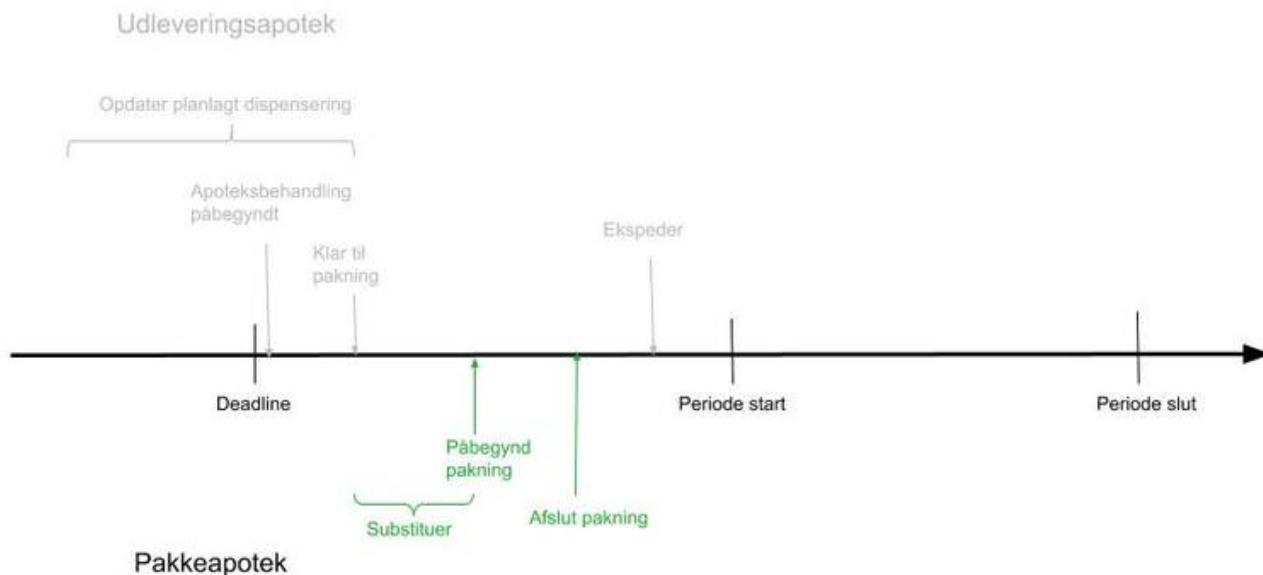 Udleveringsapotek
Opdater planlagt dispensering
Apoteksbehandling
påbegyndt
Klar til
pakning
Ekspeder
Deadline
Periode start
Periode slut
Påbegynd
pakning
Substituer
Afslut pakning
Pakkeapotek